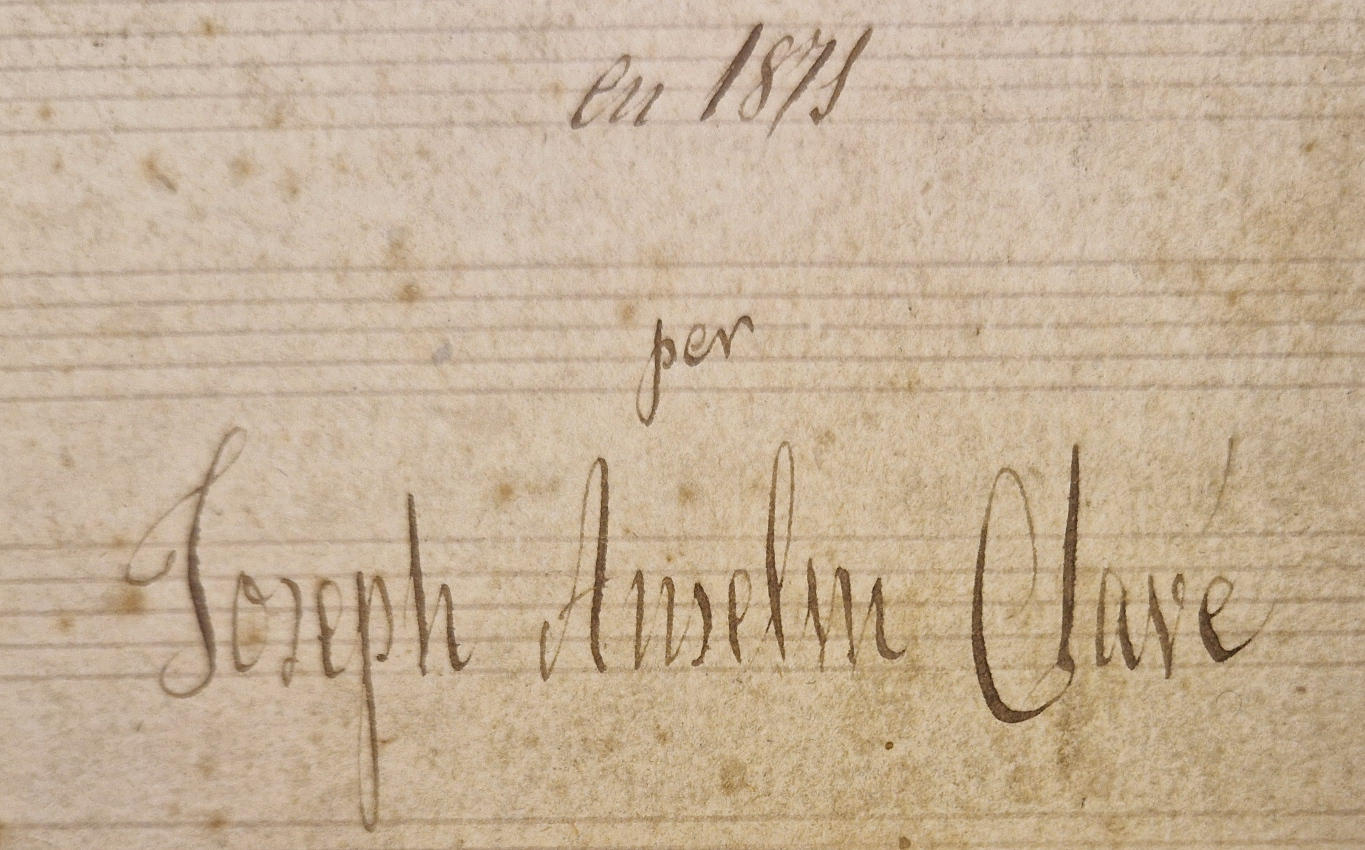 en 1871
per
Joseph Anselm Clavé